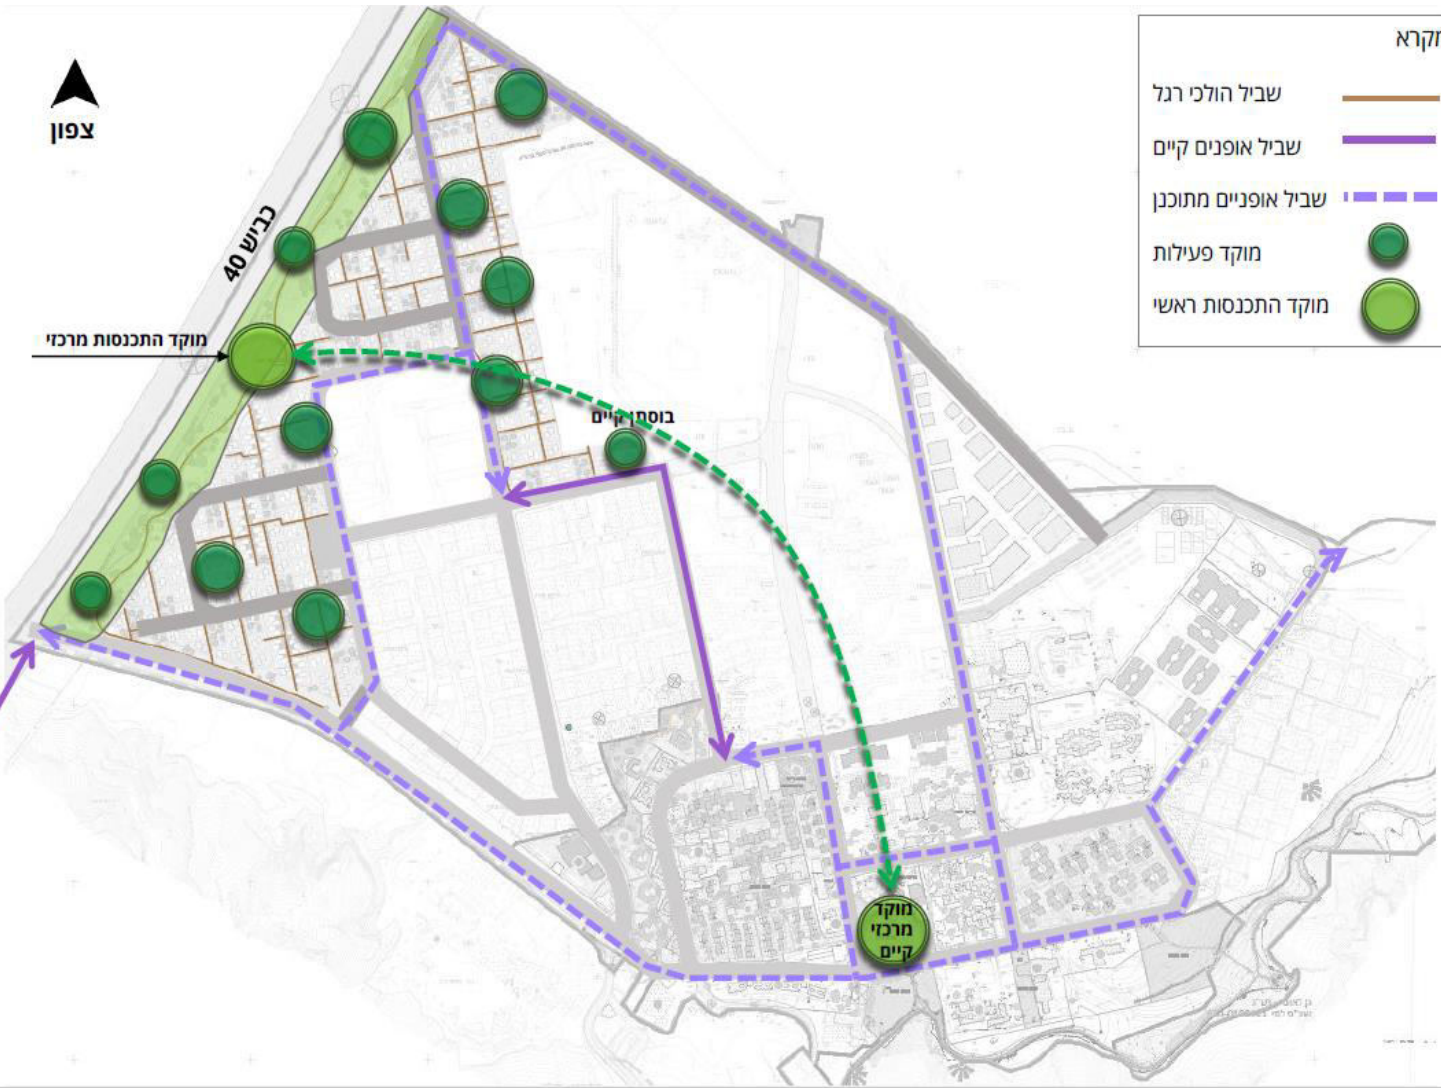 מקרא
שביל הולכי רגל
שביל אופנים קיים
שביל אופניים מתוכנן
מוקד פעילות
מוקד התכנסות ראשי
צפון
כביש 40
מוקד התכנסות מרכזי
בוסתן קיים
מוקד
מרכזי
קיים